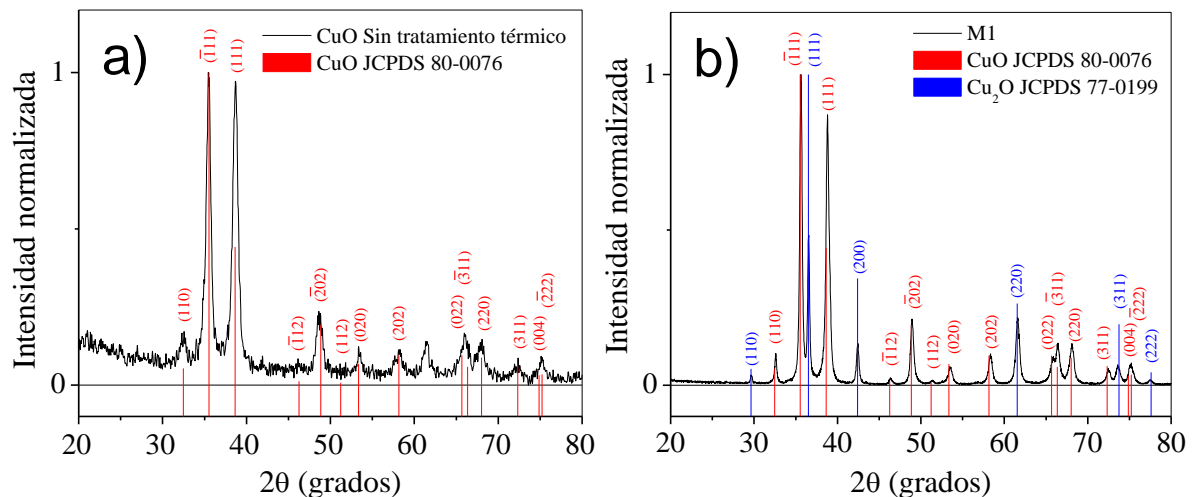 a)
CuO Sin tratamiento térmico
CuO JCPDS 80-0076
Intensidad normalizada
1
0
(1̅11)
(111)
(110)
(1̅12)
(2̅02)
(112)
(020)
(202)
(022)
(3̅11)
(220)
(311)
(004)
(2̅22)
20 30 40 50 60 70 80
2θ (grados)
b)
M1
CuO JCPDS 80-0076
Cu₂O JCPDS 77-0199
Intensidad normalizada
1
0
(110)
(110)
(1̅11)
(111)
(111)
(200)
(1̅12)
(2̅02)
(112)
(020)
(202)
(220)
(022)
(3̅11)
(220)
(311)
(311)
(004)
(2̅22)
(222)
20 30 40 50 60 70 80
2θ (grados)